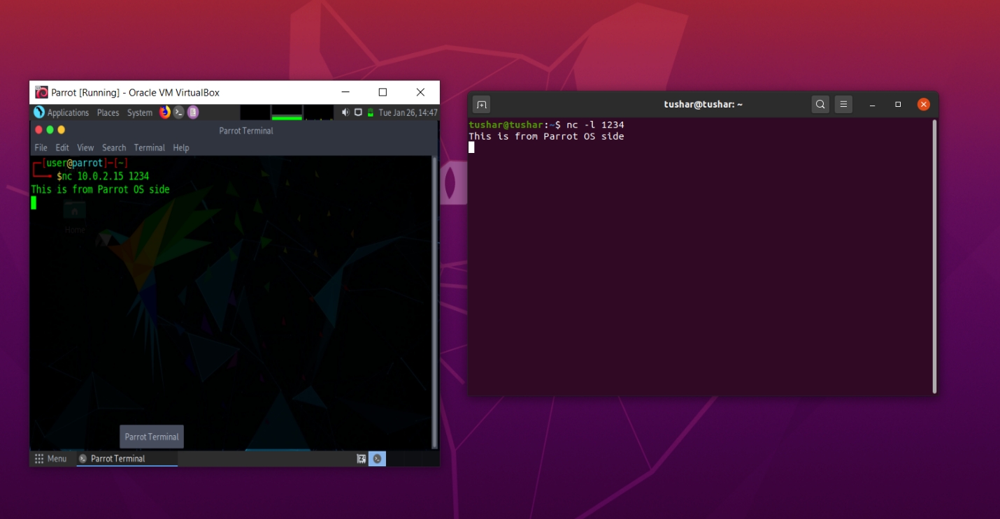 Parrot [Running] - Oracle VM VirtualBox
Applications Places System Tue Jan 26, 14:47
Parrot Terminal
File Edit View Search Terminal Help
┌─[user@parrot]─[~]
└──╼ $nc 10.0.2.15 1234
This is from Parrot OS side
Home
Parrot Terminal
Menu Parrot Terminal
tushar@tushar: ~
tushar@tushar:~$ nc -l 1234
This is from Parrot OS side